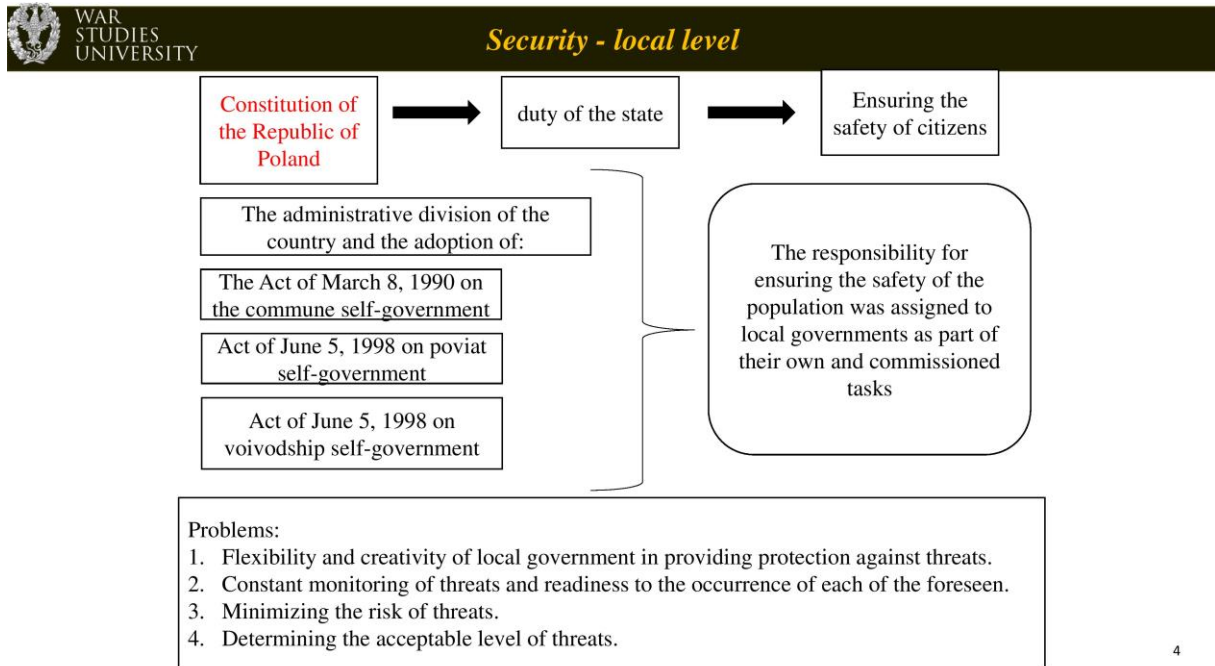 WAR
STUDIES
UNIVERSITY
Security - local level
Constitution of
the Republic of
Poland
duty of the state
Ensuring the
safety of citizens
The administrative division of the
country and the adoption of:
The Act of March 8, 1990 on
the commune self-government
Act of June 5, 1998 on poviat
self-government
Act of June 5, 1998 on
voivodship self-government
The responsibility for
ensuring the safety of the
population was assigned to
local governments as part of
their own and commissioned
tasks
Problems:
1. Flexibility and creativity of local government in providing protection against threats.
2. Constant monitoring of threats and readiness to the occurrence of each of the foreseen.
3. Minimizing the risk of threats.
4. Determining the acceptable level of threats.
4